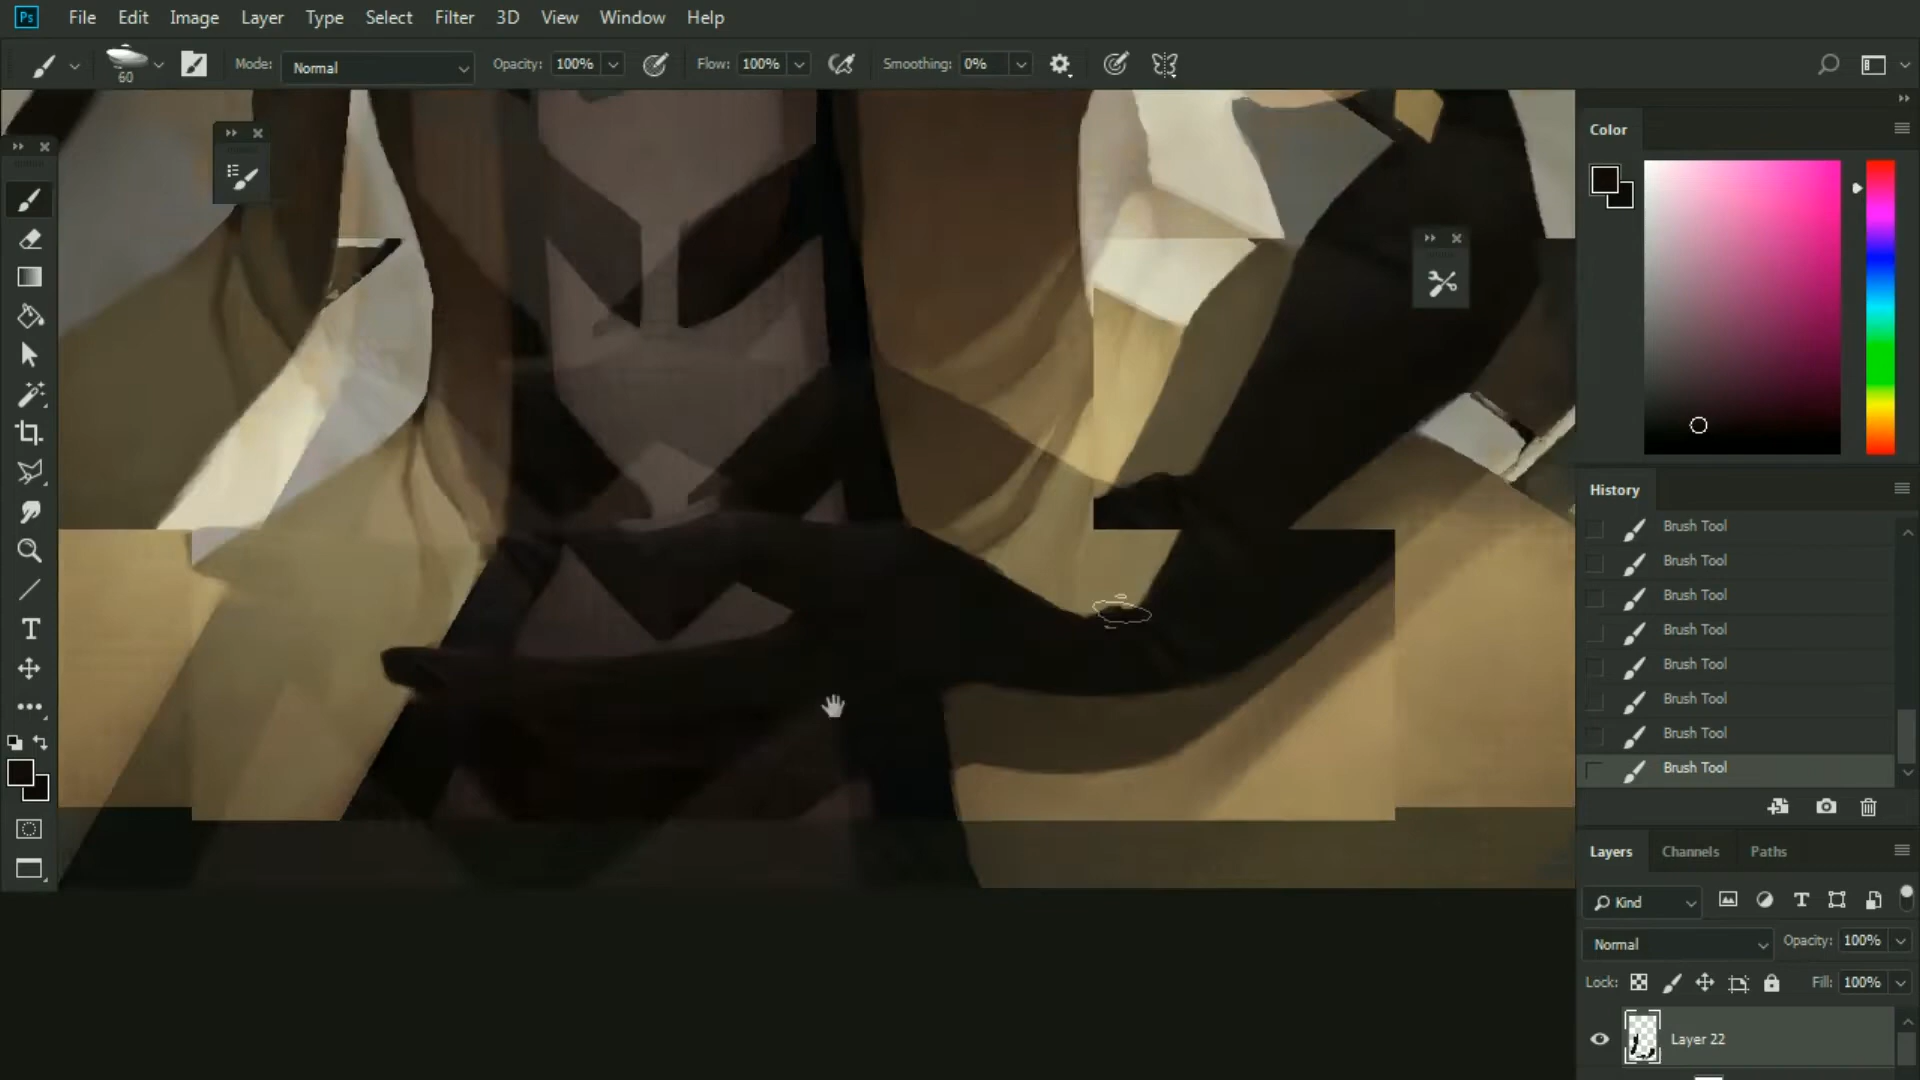 Ps File Edit Image Layer Type Select Filter 3D View Window Help
60 Mode: Normal Opacity: 100% Flow: 100% Smoothing: 0%
Color
History
Brush Tool
Brush Tool
Brush Tool
Brush Tool
Brush Tool
Brush Tool
Brush Tool
Brush Tool
Layers Channels Paths
Kind
Normal Opacity: 100%
Lock: Fill: 100%
Layer 22